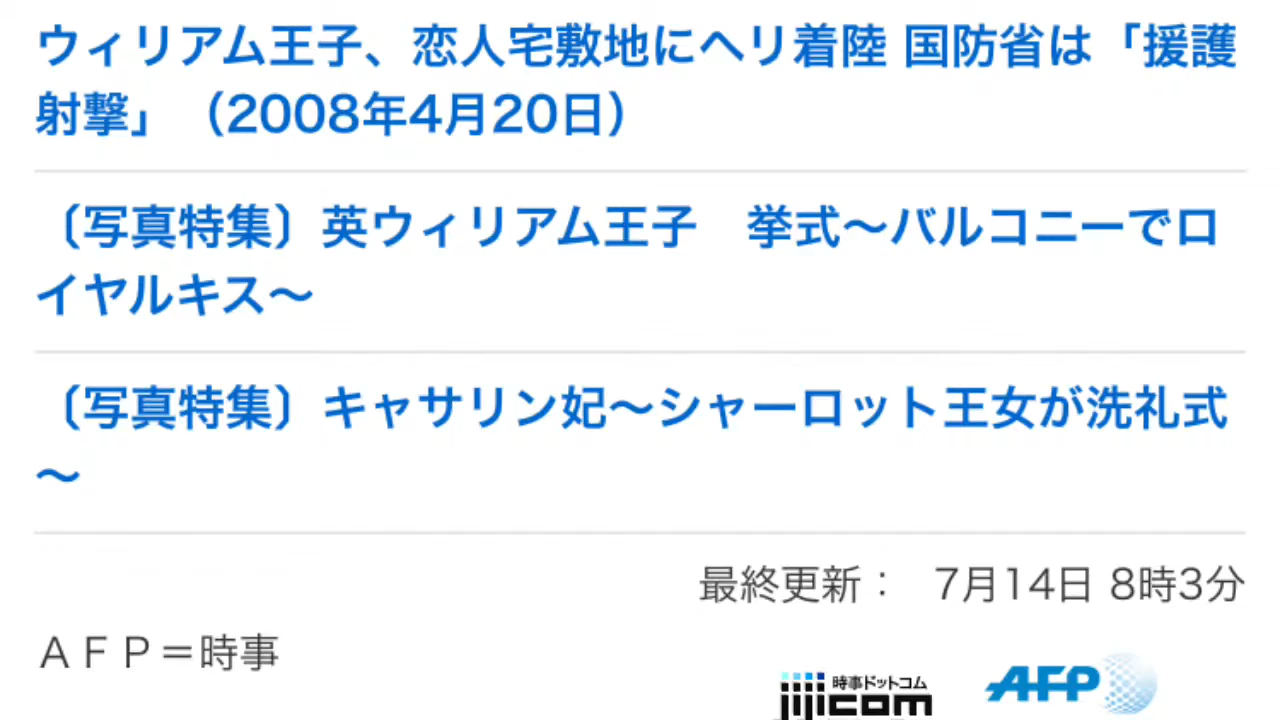 ウィリアム王子、恋人宅敷地にヘリ着陸 国防省は「援護
射撃」（2008年4月20日）
〔写真特集〕英ウィリアム王子　挙式～バルコニーでロ
イヤルキス～
〔写真特集〕キャサリン妃～シャーロット王女が洗礼式
～
最終更新：　7月14日 8時3分
ＡＦＰ＝時事
時事ドットコム
jijicom
AFP